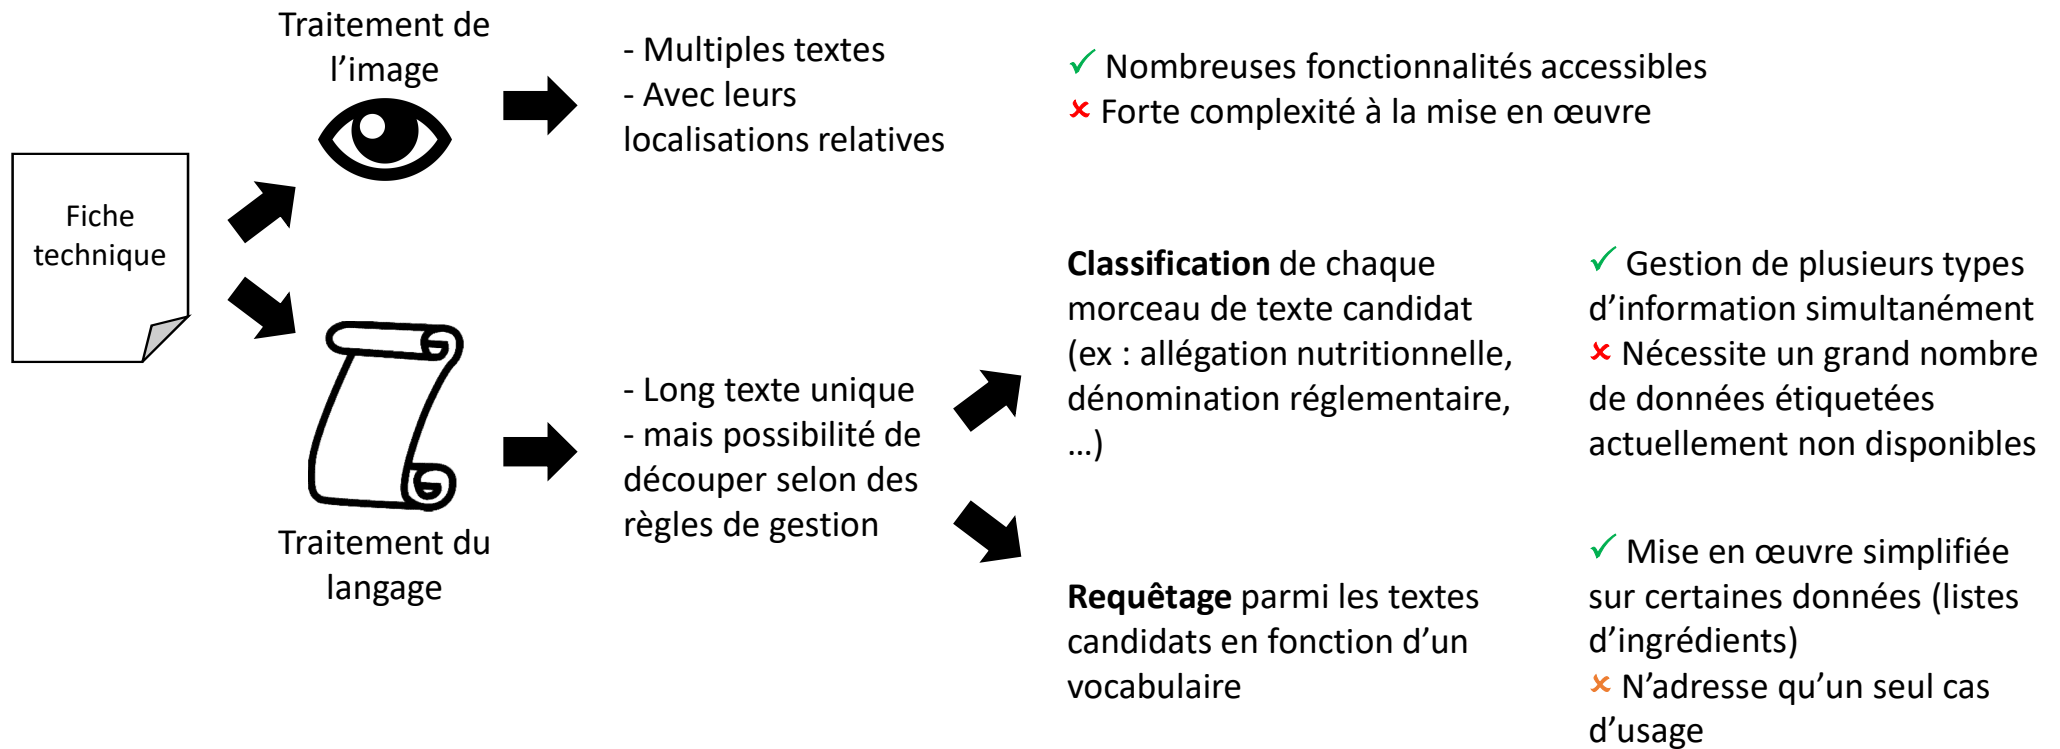 Fiche
technique
Traitement de
l’image
- Multiples textes
- Avec leurs
localisations relatives
✓ Nombreuses fonctionnalités accessibles
× Forte complexité à la mise en œuvre
Traitement du
langage
- Long texte unique
- mais possibilité de
découper selon des
règles de gestion
Classification de chaque
morceau de texte candidat
(ex : allégation nutritionnelle,
dénomination réglementaire,
…)
✓ Gestion de plusieurs types
d’information simultanément
× Nécessite un grand nombre
de données étiquetées
actuellement non disponibles
Requêtage parmi les textes
candidats en fonction d’un
vocabulaire
✓ Mise en œuvre simplifiée
sur certaines données (listes
d’ingrédients)
× N’adresse qu’un seul cas
d’usage